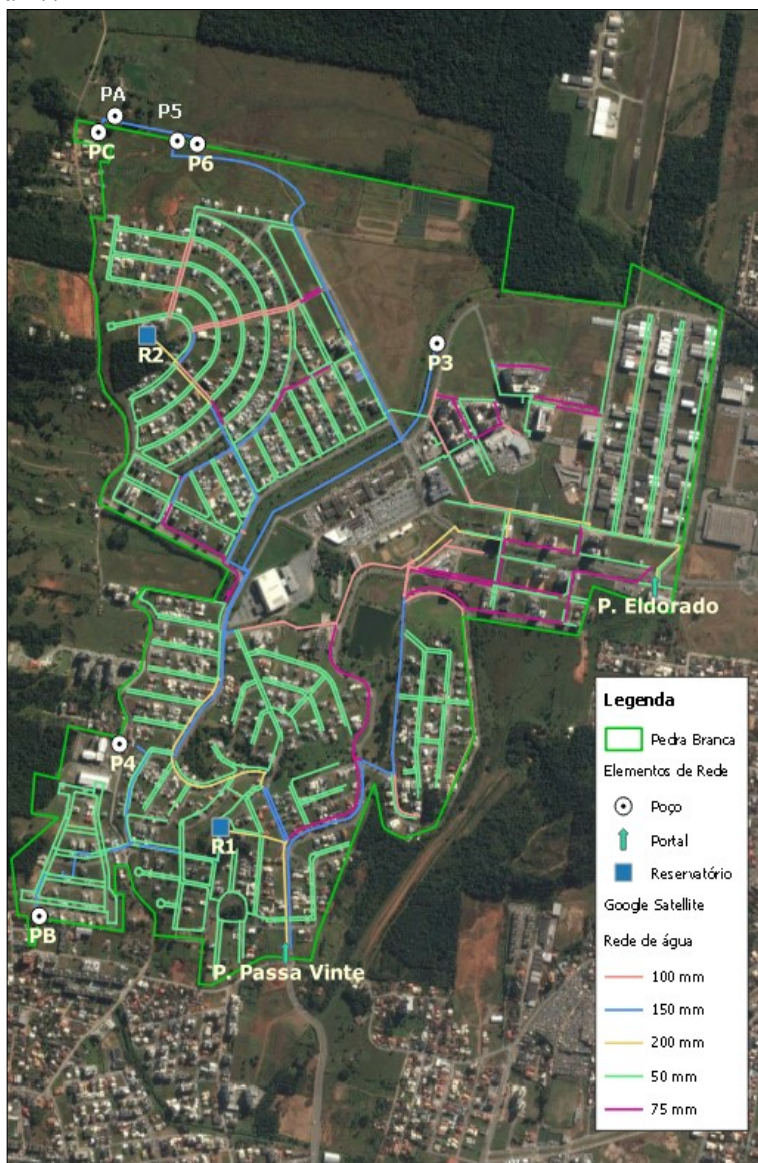 PA
P5
PC
P6
R2
P3
P. Eldorado
P4
R1
PB
P. Passa Vinte
Legenda
Pedra Branca
Elementos de Rede
Poço
Portal
Reservatório
Google Satellite
Rede de água
100 mm
150 mm
200 mm
50 mm
75 mm